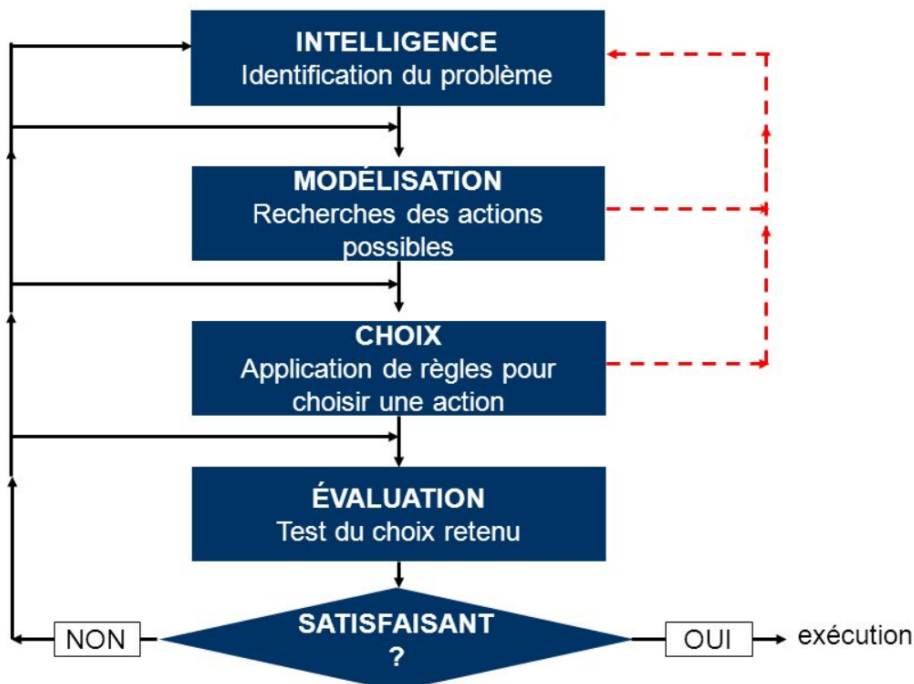 INTELLIGENCE
Identification du problème
MODÉLISATION
Recherches des actions
possibles
CHOIX
Application de règles pour
choisir une action
ÉVALUATION
Test du choix retenu
SATISFAISANT
?
NON
OUI
exécution